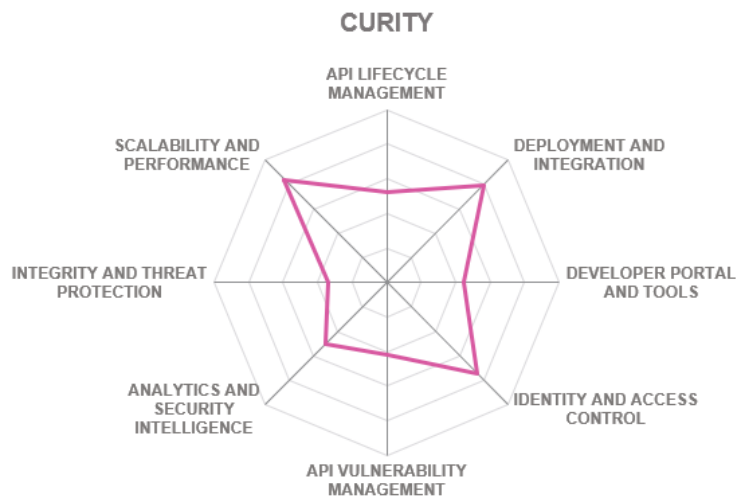 CURITY
API LIFECYCLE
MANAGEMENT
DEPLOYMENT AND
INTEGRATION
DEVELOPER PORTAL
AND TOOLS
IDENTITY AND ACCESS
CONTROL
API VULNERABILITY
MANAGEMENT
ANALYTICS AND
SECURITY
INTELLIGENCE
INTEGRITY AND THREAT
PROTECTION
SCALABILITY AND
PERFORMANCE